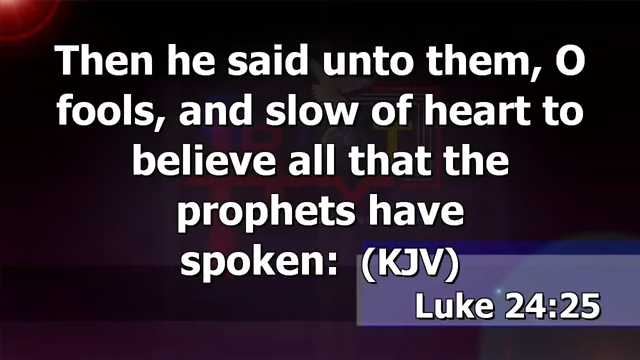 Then he said unto them, O
fools, and slow of heart to
believe all that the
prophets have
spoken: (KJV)
Luke 24:25